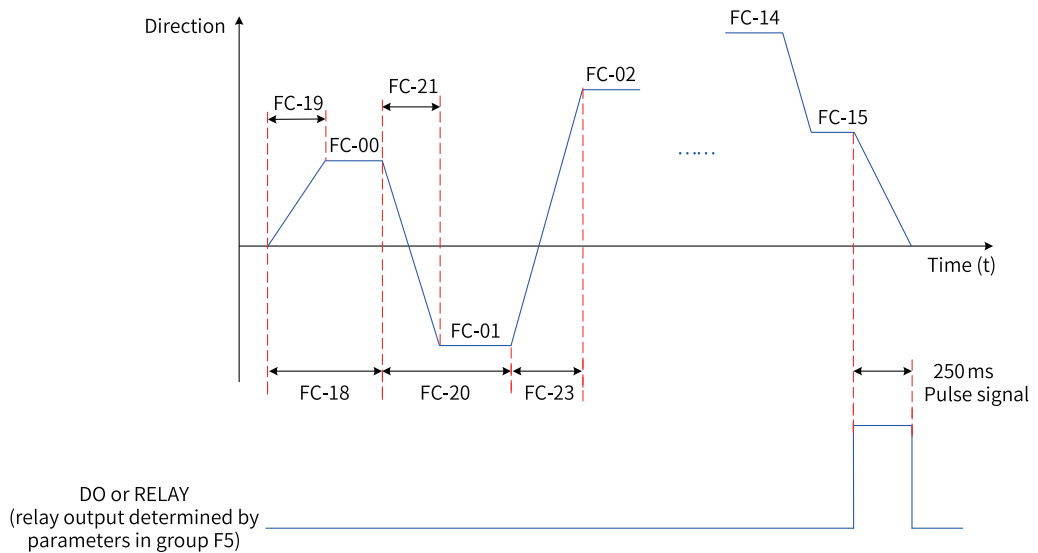 FC-14
Direction
FC-02
FC-21
FC-19
FC-15
FC-00
......
Time (t)
FC-01
FC-18
FC-20
FC-23
250 ms
Pulse signal
DO or RELAY
(relay output determined by
parameters in group F5)